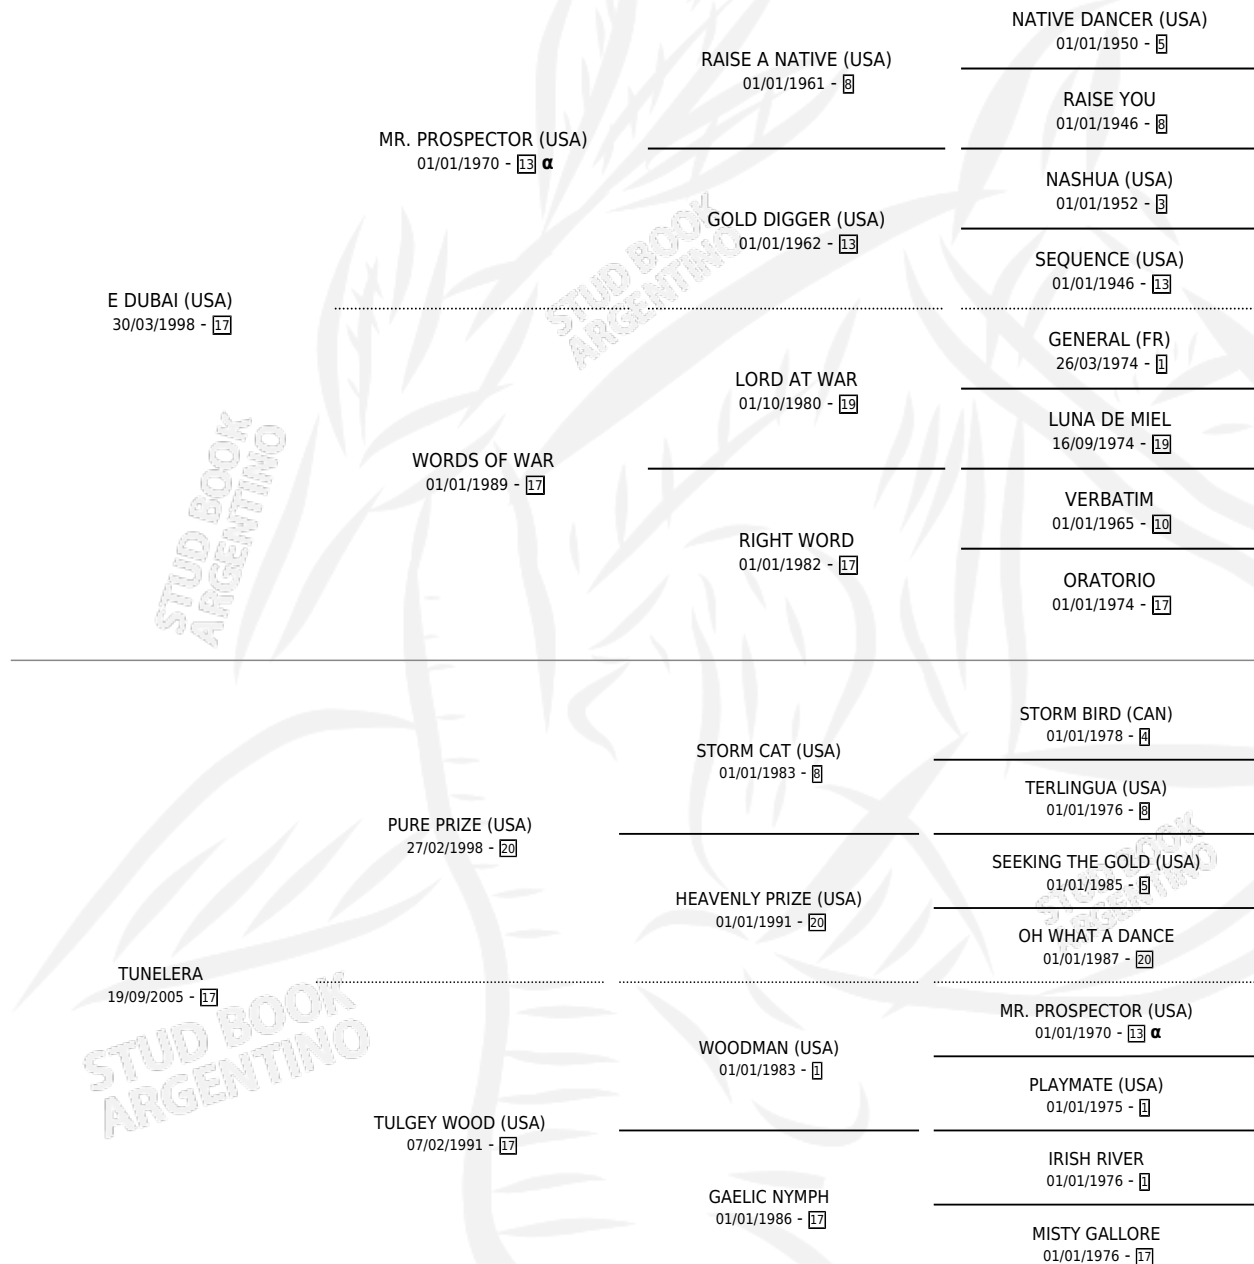 NATIVE DANCER (USA)
01/01/1950 - 5
RAISE A NATIVE (USA)
01/01/1961 - 8
RAISE YOU
01/01/1946 - 8
MR. PROSPECTOR (USA)
01/01/1970 - 13 α
NASHUA (USA)
01/01/1952 - 3
GOLD DIGGER (USA)
01/01/1962 - 13
SEQUENCE (USA)
01/01/1946 - 13
E DUBAI (USA)
30/03/1998 - 17
GENERAL (FR)
26/03/1974 - 1
LORD AT WAR
01/10/1980 - 19
LUNA DE MIEL
16/09/1974 - 19
WORDS OF WAR
01/01/1989 - 17
VERBATIM
01/01/1965 - 10
RIGHT WORD
01/01/1982 - 17
ORATORIO
01/01/1974 - 17
STORM BIRD (CAN)
01/01/1978 - 4
STORM CAT (USA)
01/01/1983 - 8
TERLINGUA (USA)
01/01/1976 - 8
PURE PRIZE (USA)
27/02/1998 - 20
SEEKING THE GOLD (USA)
01/01/1985 - 5
HEAVENLY PRIZE (USA)
01/01/1991 - 20
OH WHAT A DANCE
01/01/1987 - 20
TUNELERA
19/09/2005 - 17
MR. PROSPECTOR (USA)
01/01/1970 - 13 α
WOODMAN (USA)
01/01/1983 - 1
PLAYMATE (USA)
01/01/1975 - 1
TULGEY WOOD (USA)
07/02/1991 - 17
IRISH RIVER
01/01/1976 - 1
GAELIC NYMPH
01/01/1986 - 17
MISTY GALLORE
01/01/1976 - 17
STUD BOOK
ARGENTINO
STUD BOOK
ARGENTINO
STUD BOOK
ARGENTINO
STUD BOOK
ARGENTINO